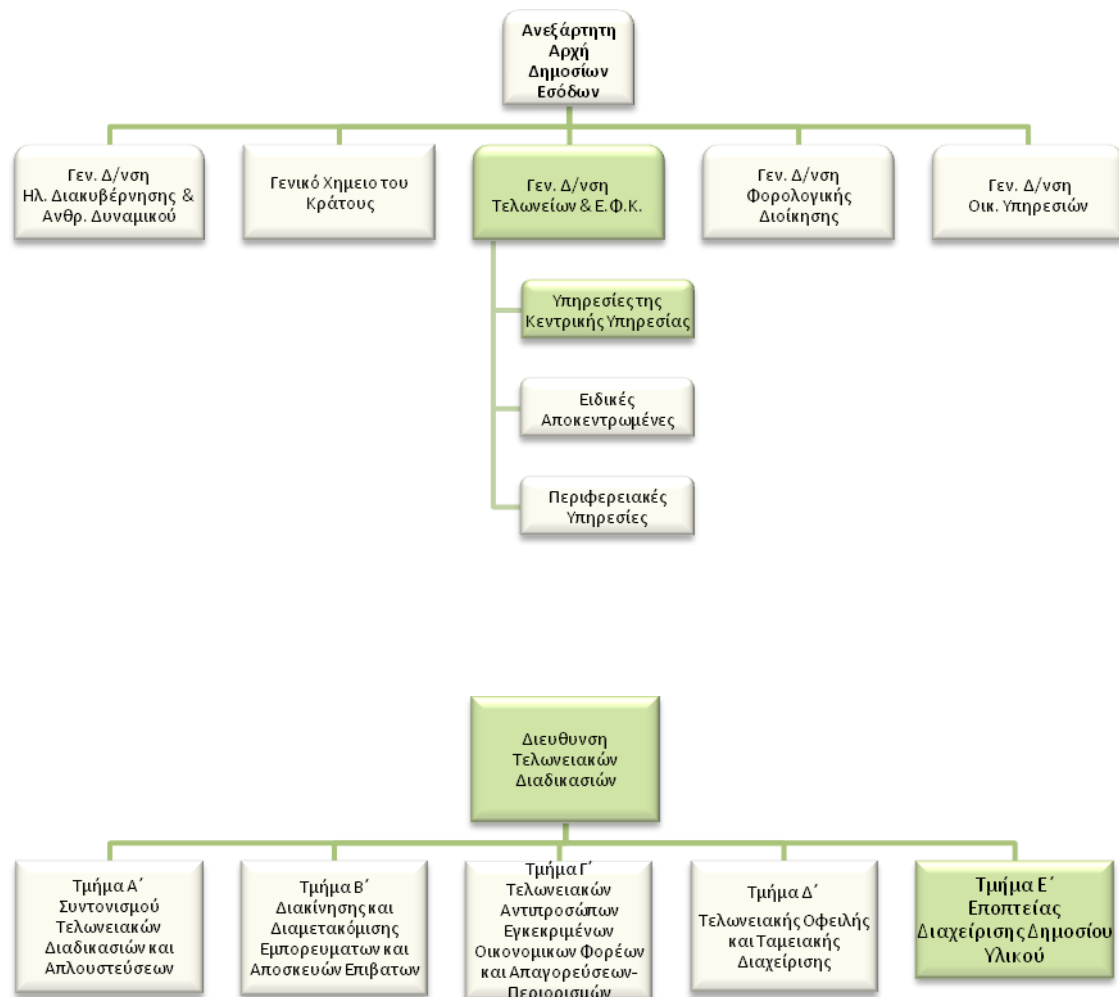 Ανεξάρτητη
Αρχή
Δημοσίων
Εσόδων
Γεν. Δ/νση
Ηλ. Διακυβέρνησης &
Ανθρ. Δυναμικού
Γενικό Χημειο του
Κράτους
Γεν. Δ/νση
Τελωνείων & Ε.Φ.Κ.
Γεν. Δ/νση
Φορολογικής
Διοίκησης
Γεν. Δ/νση
Οικ. Υπηρεσιών
Υπηρεσίες της
Κεντρικής Υπηρεσίας
Ειδικές
Αποκεντρωμένες
Περιφερειακές
Υπηρεσίες
Διευθυνση
Τελωνειακών
Διαδικασιών
Τμήμα Α΄
Συντονισμού
Τελωνειακών
Διαδικασιών και
Απλουστεύσεων
Τμήμα Β΄
Διακίνησης και
Διαμετακόμισης
Εμπορευματων και
Αποσκευών Επιβατων
Τμήμα Γ΄
Τελωνειακών
Αντιπροσώπων
Εγκεκριμένων
Οικονομικων Φορέων
και Απαγορεύσεων-
Περιορισμών
Τμήμα Δ΄
Τελωνειακής Οφειλής
και Ταμειακής
Διαχείρισης
Τμήμα Ε΄
Εποπτείας
Διαχείρισης Δημοσίου
Υλικού